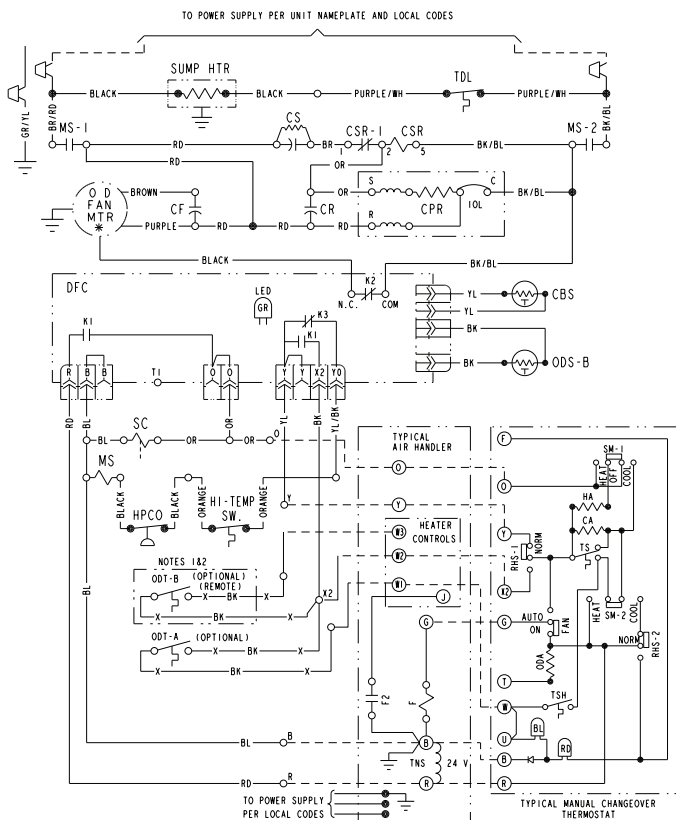 TO POWER SUPPLY PER UNIT NAMEPLATE AND LOCAL CODES
SUMP HTR
TDL
BLACK
BLACK
PURPLE/WH
PURPLE/WH
GR/YL
BR/RD
BK/BL
MS-1
CS
CSR-1
CSR
MS-2
RD
BR
1
2
5
BK/BL
RD
OR
O D
FAN
MTR
*
BROWN
CF
PURPLE
RD
CR
RD
RD
OR
S
C
CPR
IOL
R
BK/BL
BLACK
BK/BL
K2
N.C.
COM
DFC
LED
GR
K1
K3
K1
YL
CBS
YL
BK
BK
ODS-B
R
B
B
T1
O
O
Y
Y
X2
YO
RD
BL
OR
YL
BK
YL/BK
SC
BL
OR
OR
O
MS
BLACK
HPCO
BLACK
ORANGE
HI-TEMP
SW.
ORANGE
Y
NOTES 1&2
ODT-B
(OPTIONAL)
(REMOTE)
X
BK
X
X
BK
X
X2
ODT-A
(OPTIONAL)
X
BK
X
X
BK
X
BL
BL
B
RD
R
TYPICAL
AIR HANDLER
O
Y
HEATER
CONTROLS
W3
W2
W1
J
G
F2
F
B
TNS
24 V
R
TO POWER SUPPLY
PER LOCAL CODES
F
SM-1
HEAT
OFF
COOL
O
HA
CA
Y
RHS-1
NORM
TS
X2
HEAT
SM-2
COOL
G
AUTO
ON
FAN
NORM
RHS-2
ODA
T
W
TSH
U
BL
RD
B
R
TYPICAL MANUAL CHANGEOVER
THERMOSTAT